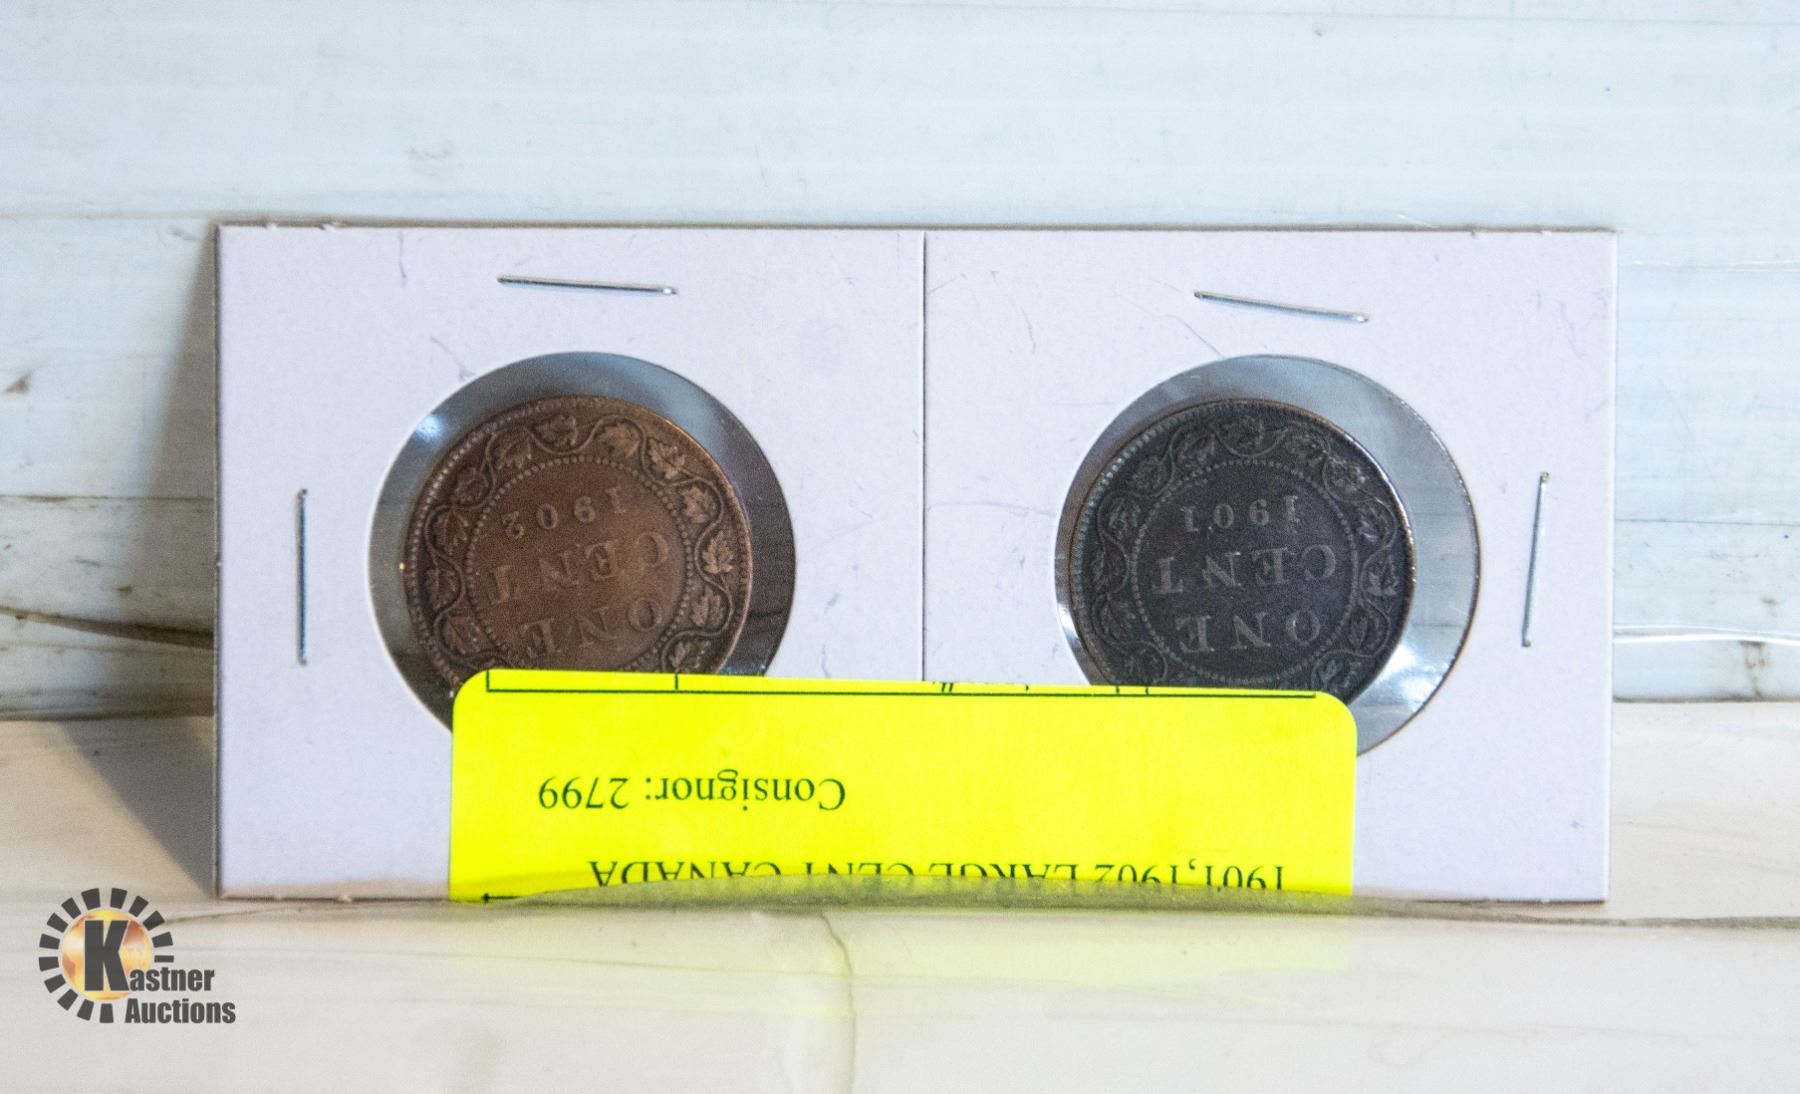 1902
CENT
ONE
1901
CENT
ONE
Consignor: 2799
1901,1902 LARGE CENT CANADA
Kastner
Auctions